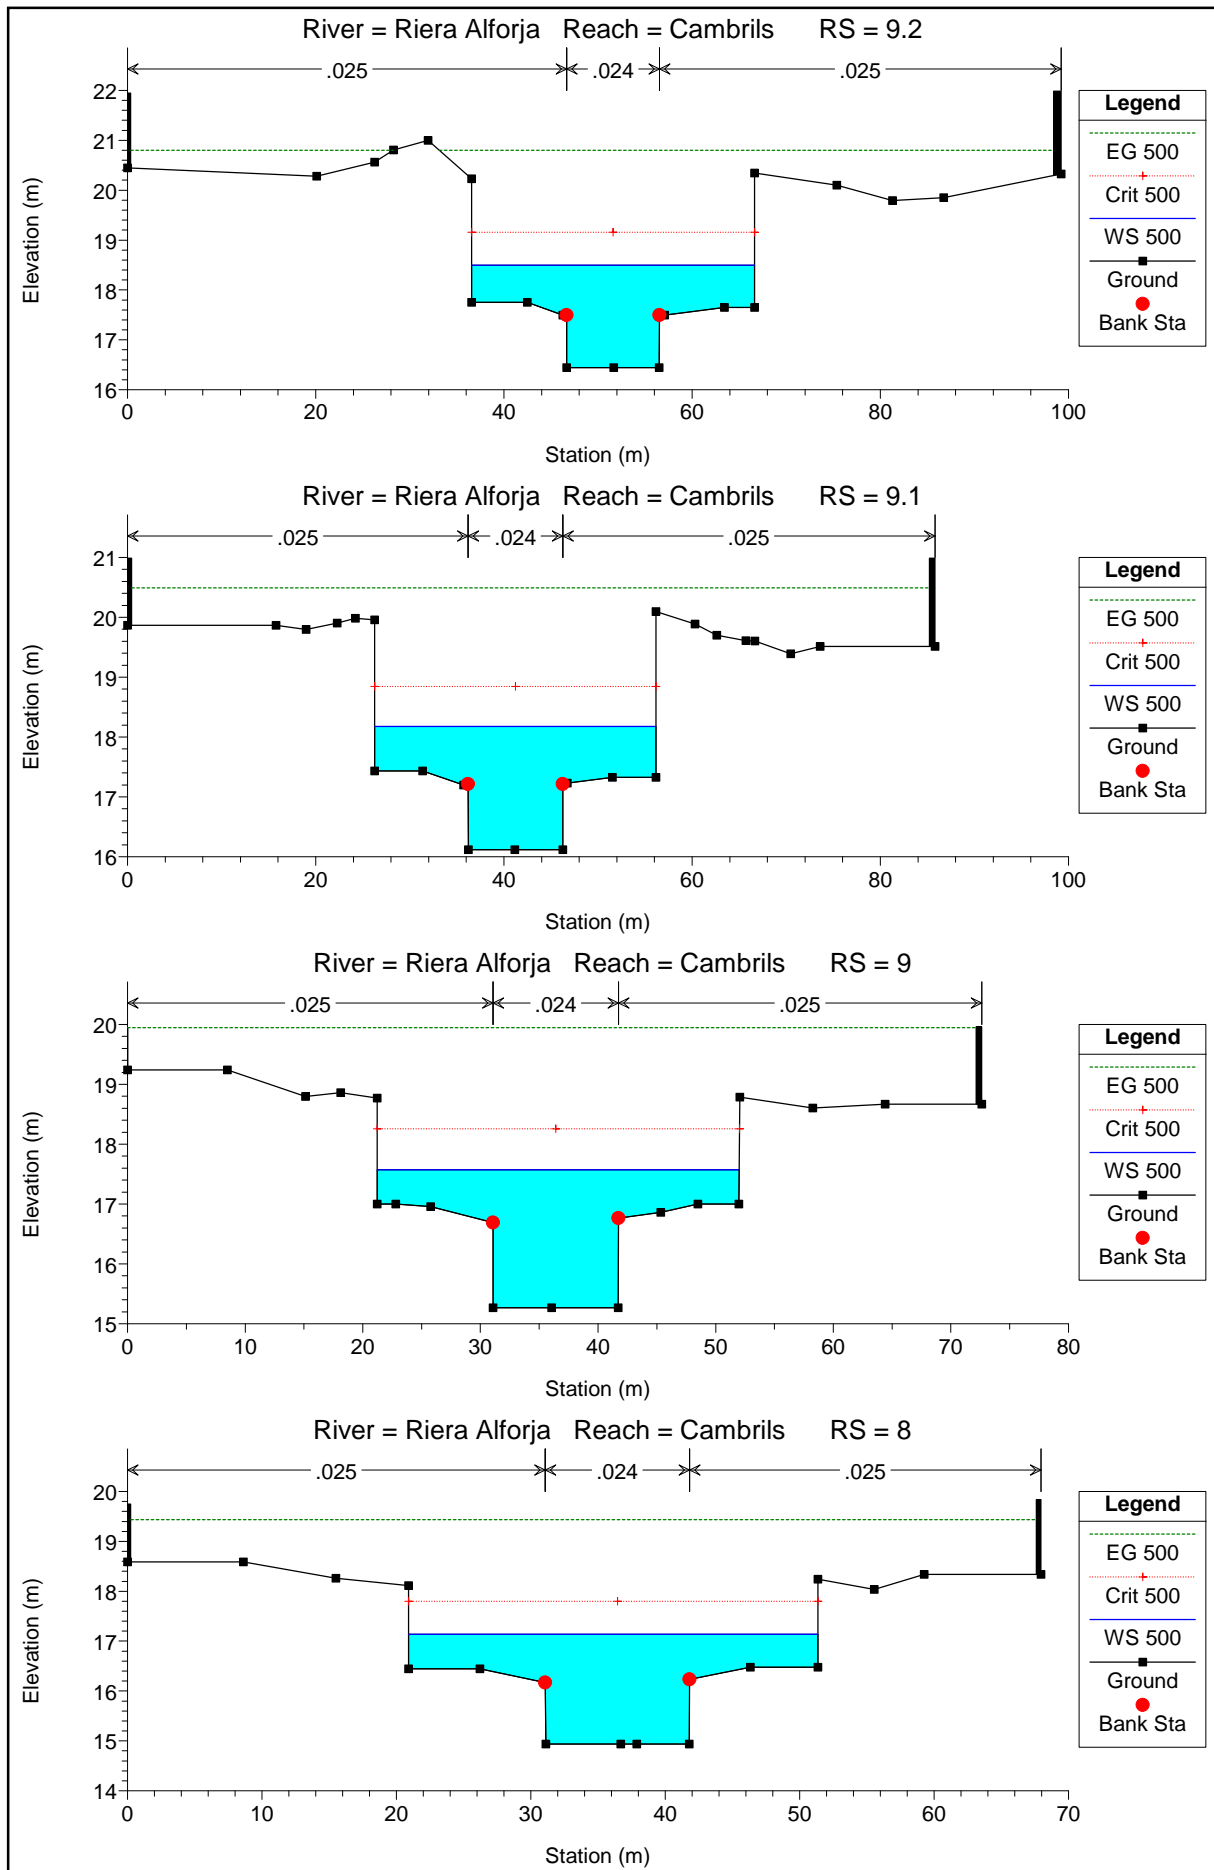 River = Riera Alforja Reach = Cambrils RS = 9.2
.025 .024 .025
22
21
20
19
18
17
16
0 20 40 60 80 100
Elevation (m)
Station (m)
Legend
EG 500
Crit 500
WS 500
Ground
Bank Sta
River = Riera Alforja Reach = Cambrils RS = 9.1
.025 .024 .025
21
20
19
18
17
16
0 20 40 60 80 100
Elevation (m)
Station (m)
Legend
EG 500
Crit 500
WS 500
Ground
Bank Sta
River = Riera Alforja Reach = Cambrils RS = 9
.025 .024 .025
20
19
18
17
16
15
0 10 20 30 40 50 60 70 80
Elevation (m)
Station (m)
Legend
EG 500
Crit 500
WS 500
Ground
Bank Sta
River = Riera Alforja Reach = Cambrils RS = 8
.025 .024 .025
20
19
18
17
16
15
14
0 10 20 30 40 50 60 70
Elevation (m)
Station (m)
Legend
EG 500
Crit 500
WS 500
Ground
Bank Sta